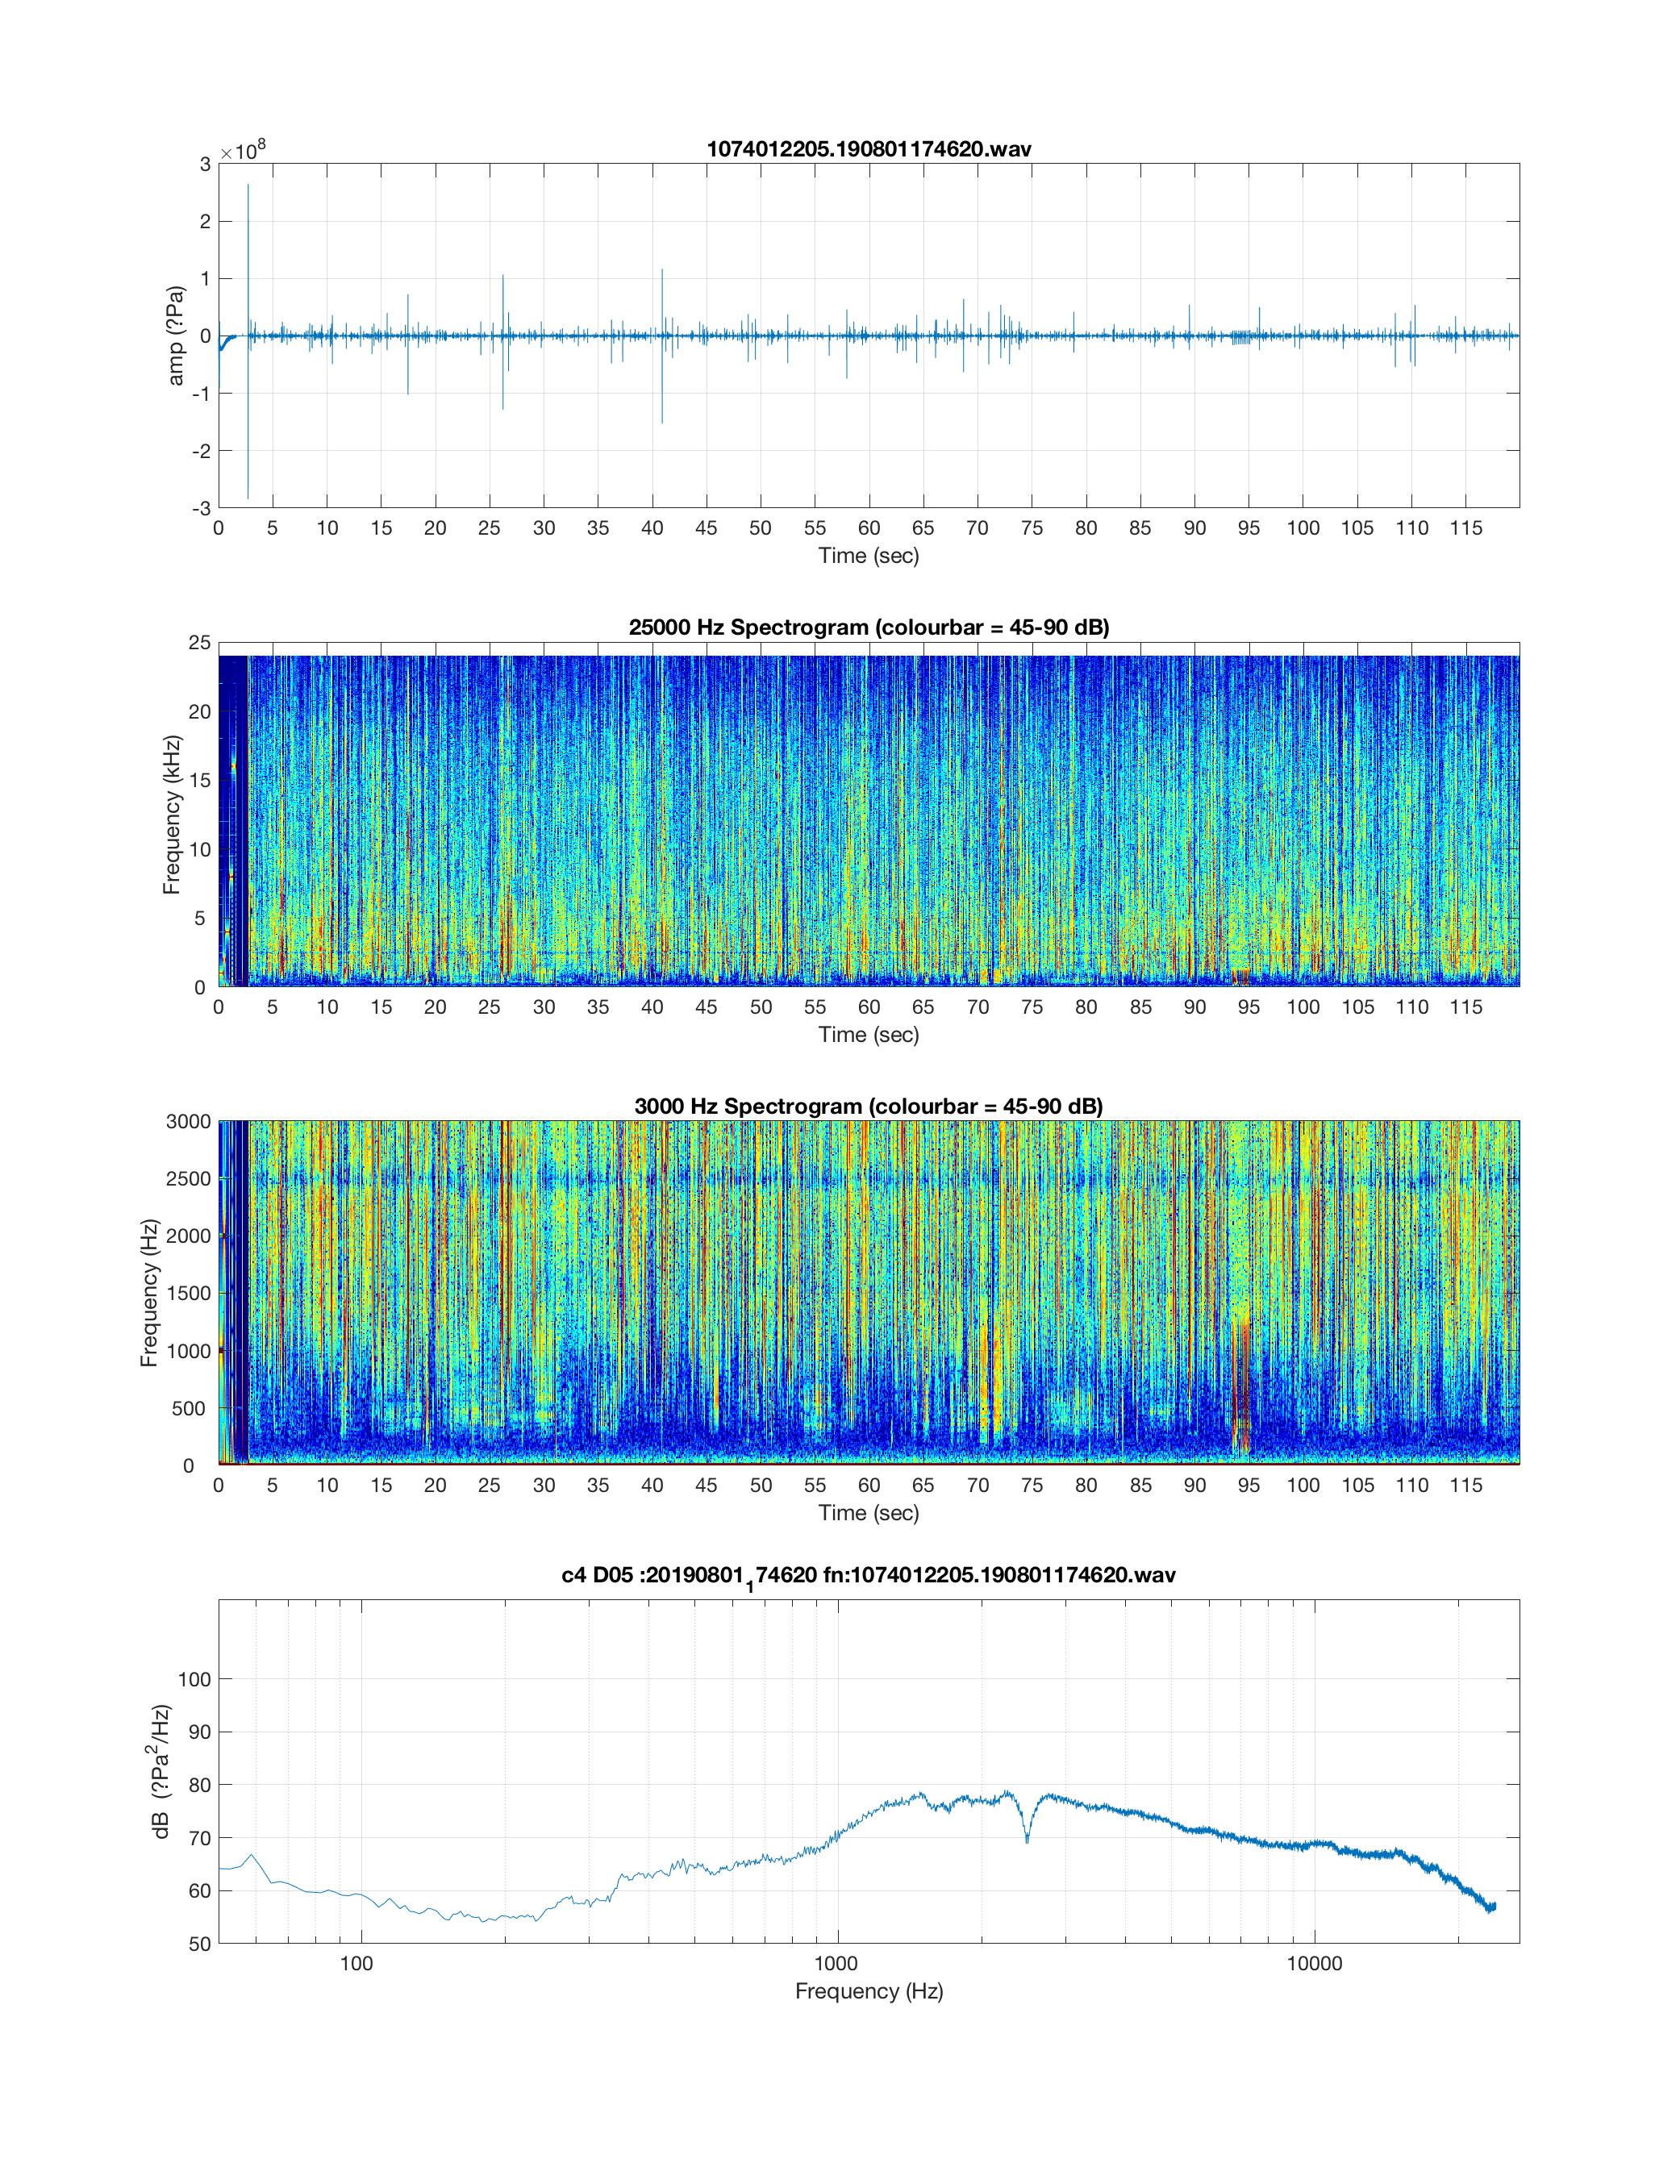 1074012205.190801174620.wav
×10⁸
3
2
1
0
-1
-2
-3
amp (?Pa)
0 5 10 15 20 25 30 35 40 45 50 55 60 65 70 75 80 85 90 95 100 105 110 115
Time (sec)
25000 Hz Spectrogram (colourbar = 45-90 dB)
25
20
15
10
5
0
Frequency (kHz)
0 5 10 15 20 25 30 35 40 45 50 55 60 65 70 75 80 85 90 95 100 105 110 115
Time (sec)
3000 Hz Spectrogram (colourbar = 45-90 dB)
3000
2500
2000
1500
1000
500
0
Frequency (Hz)
0 5 10 15 20 25 30 35 40 45 50 55 60 65 70 75 80 85 90 95 100 105 110 115
Time (sec)
c4 D05 :20190801₁74620 fn:1074012205.190801174620.wav
100
90
80
70
60
50
dB (?Pa²/Hz)
100 1000 10000
Frequency (Hz)